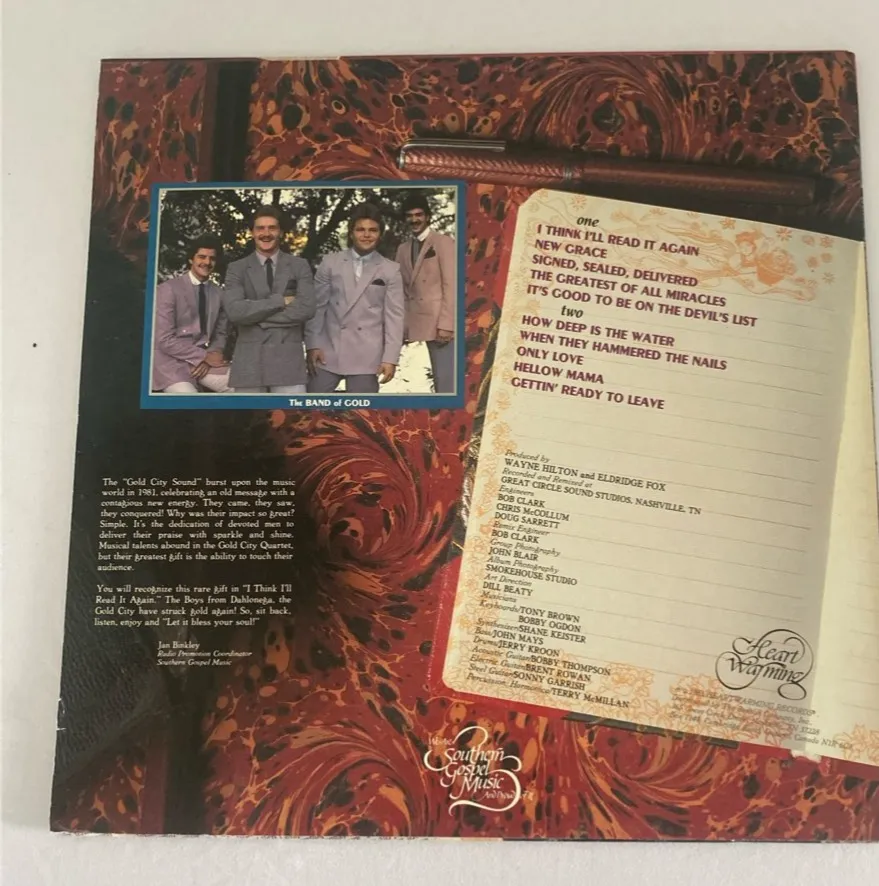 The BAND of GOLD
The "Gold City Sound" burst upon the music
world in 1981, celebrating an old message with a
contagious new energy. They came, they saw,
they conquered! Why was their impact so great?
Simple. It's the dedication of devoted men to
deliver their praise with sparkle and shine.
Musical talents abound in the Gold City Quartet,
but their greatest gift is the ability to touch their
audience.
You will recognize this rare gift in "I Think I'll
Read It Again." The Boys from Dahlonega, the
Gold City have struck gold again! So, sit back,
listen, enjoy and "Let it bless your soul!"
Jan Binkley
Radio Promotion Coordinator
Southern Gospel Music
one
I THINK I'LL READ IT AGAIN
NEW GRACE
SIGNED, SEALED, DELIVERED
THE GREATEST OF ALL MIRACLES
IT'S GOOD TO BE ON THE DEVIL'S LIST
two
HOW DEEP IS THE WATER
WHEN THEY HAMMERED THE NAILS
ONLY LOVE
HELLOW MAMA
GETTIN' READY TO LEAVE
Produced by
WAYNE HILTON and ELDRIDGE FOX
Recorded and Remixed at
GREAT CIRCLE SOUND STUDIOS, NASHVILLE, TN
Engineers
BOB CLARK
CHRIS McCOLLUM
DOUG SARRETT
Remix Engineer
BOB CLARK
Group Photography
JOHN BLAIR
Album Photography
SMOKEHOUSE STUDIO
Art Direction
DILL BEATY
Musicians
Keyboards/TONY BROWN
BOBBY OGDON
Synthesizer/SHANE KEISTER
Bass/JOHN MAYS
Drums/JERRY KROON
Acoustic Guitar/BOBBY THOMPSON
Electric Guitar/BRENT ROWAN
Steel Guitar/SONNY GARRISH
Percussion, Harmonica/TERRY McMILLAN
Heart
Warming
HEARTWARMING RECORDS
Southern
Gospel
Music